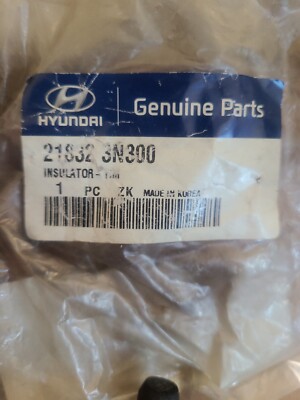 HYUNDAI
Genuine Parts
21832 3N300
INSULATOR-
1 PC ZK MADE IN KOREA